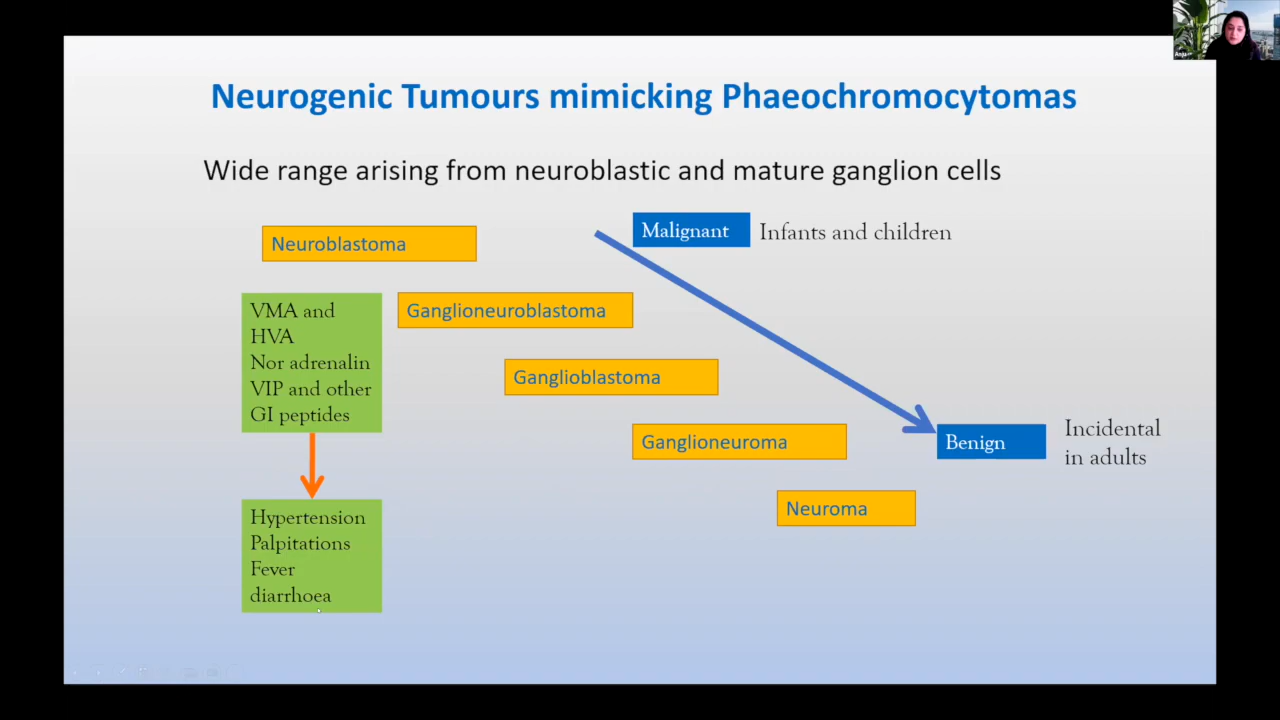 Neurogenic Tumours mimicking Phaeochromocytomas
Wide range arising from neuroblastic and mature ganglion cells
Malignant
Infants and children
Neuroblastoma
VMA and
HVA
Nor adrenalin
VIP and other
GI peptides
Ganglioneuroblastoma
Ganglioblastoma
Ganglioneuroma
Benign
Incidental
in adults
Neuroma
Hypertension
Palpitations
Fever
diarrhoea